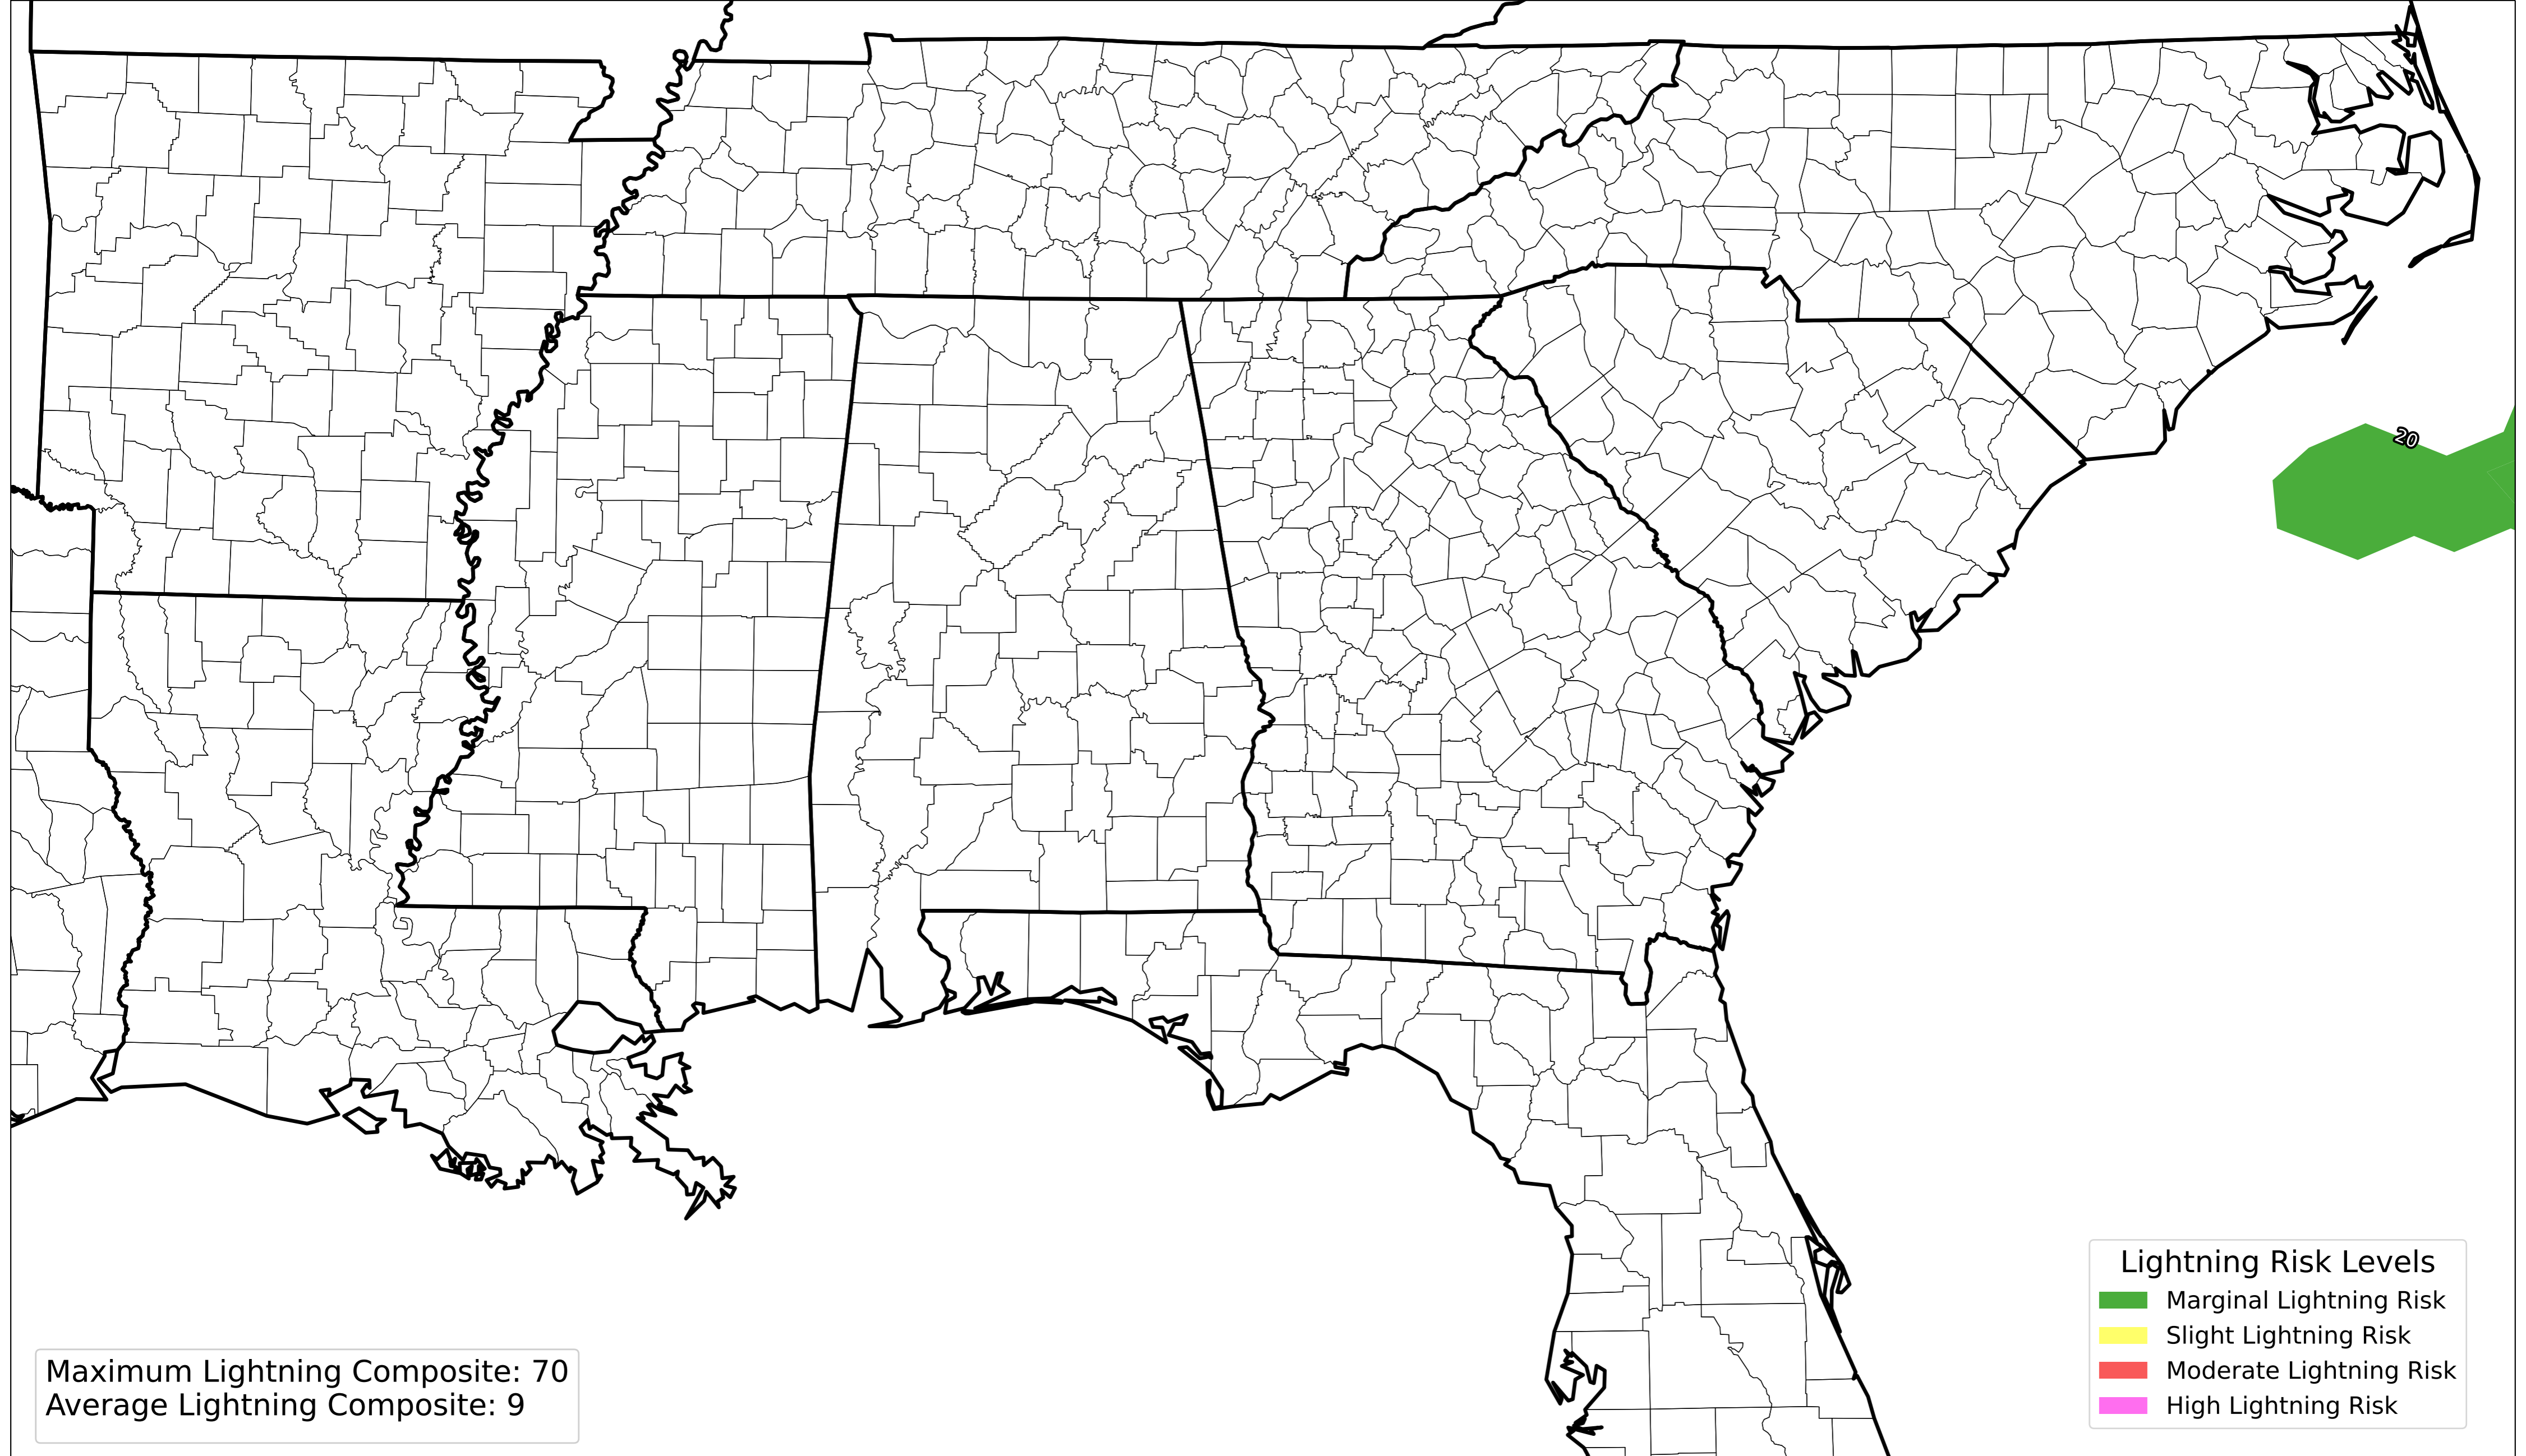 20
Lightning Risk Levels
Marginal Lightning Risk
Slight Lightning Risk
Moderate Lightning Risk
High Lightning Risk
Maximum Lightning Composite: 70
Average Lightning Composite: 9